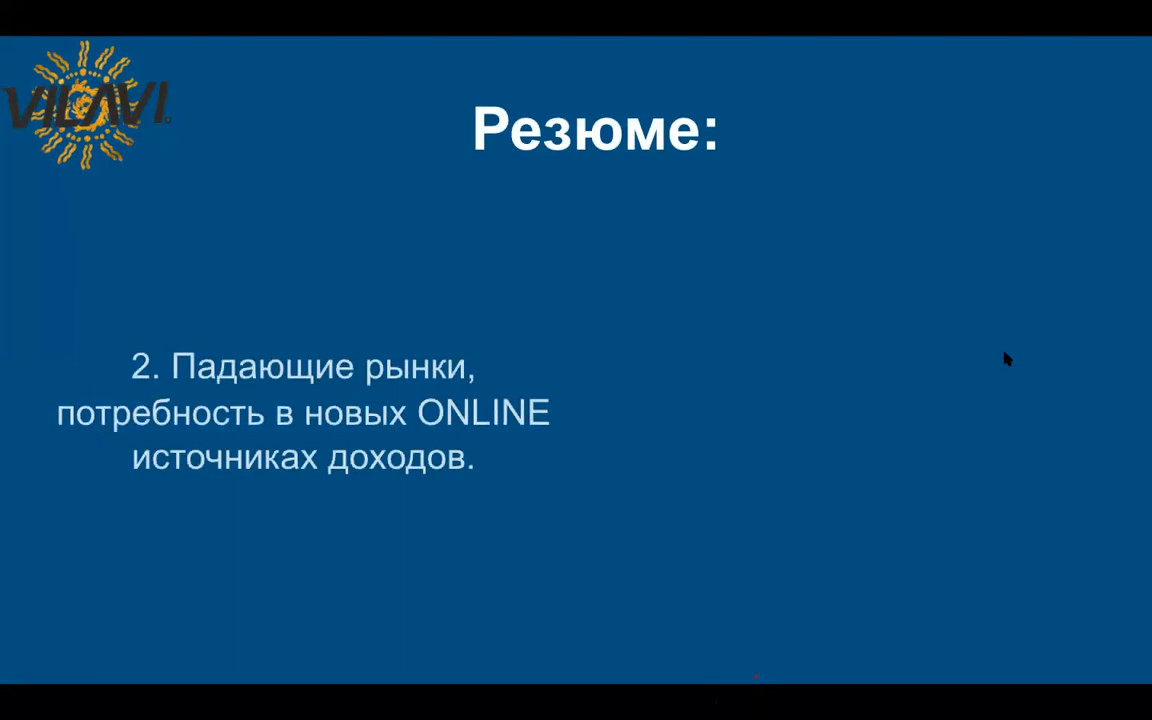 VILAVI
Резюме:
2. Падающие рынки,
потребность в новых ONLINE
источниках доходов.